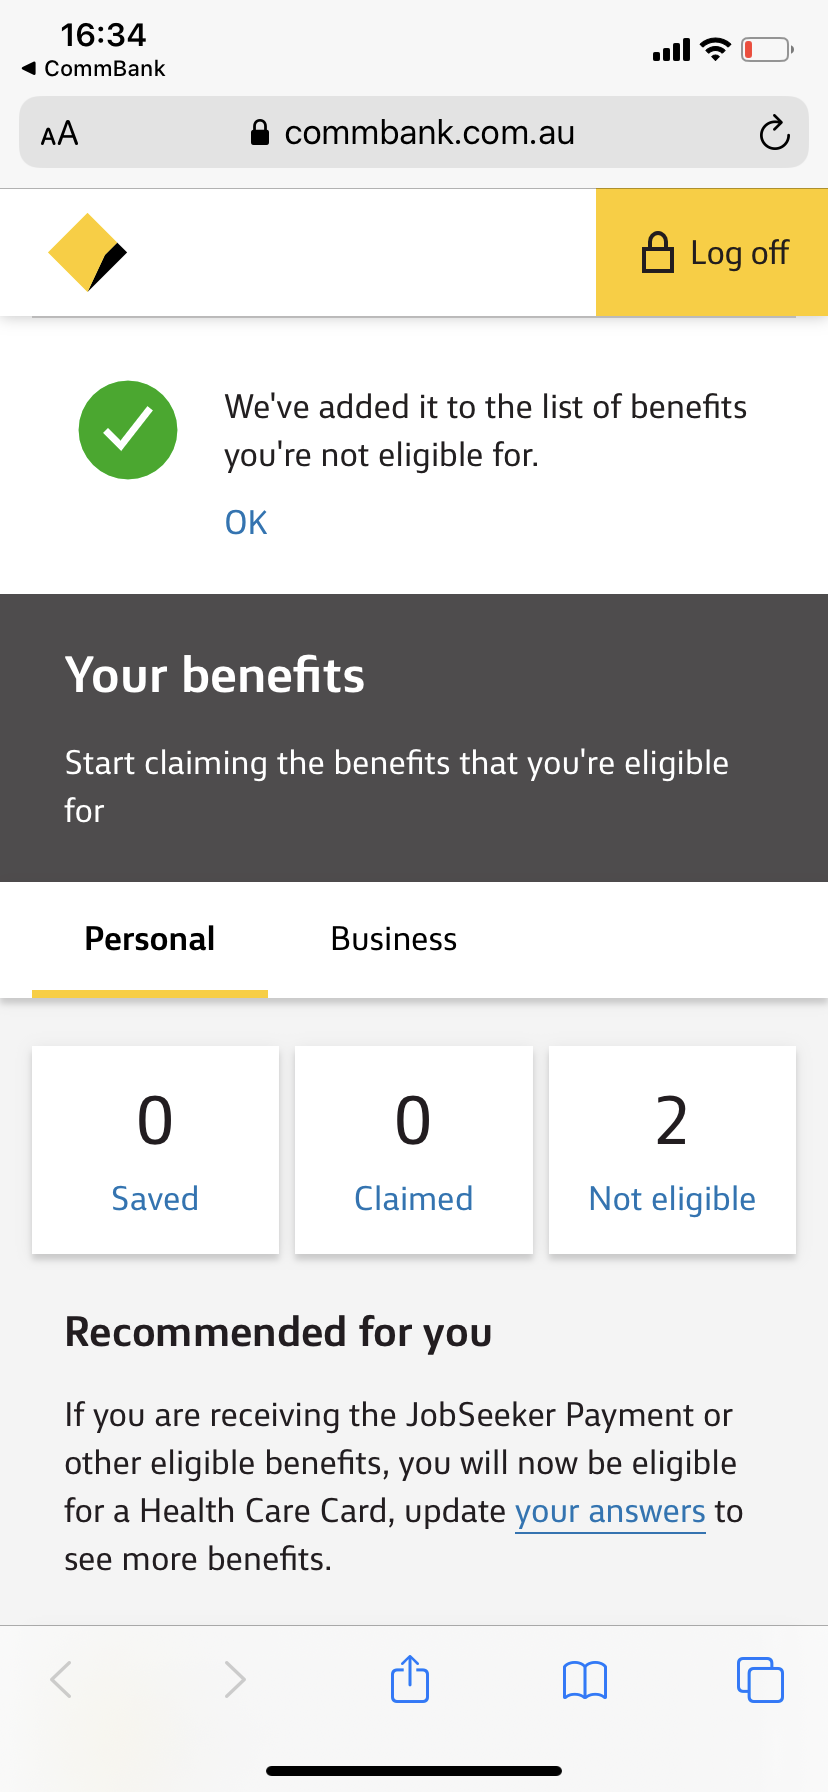 16:34
◀ CommBank
AA
commbank.com.au
Log off
We've added it to the list of benefits
you're not eligible for.
OK
Your benefits
Start claiming the benefits that you're eligible
for
Personal
Business
0
0
2
Saved
Claimed
Not eligible
Recommended for you
If you are receiving the JobSeeker Payment or
other eligible benefits, you will now be eligible
for a Health Care Card, update your answers to
see more benefits.